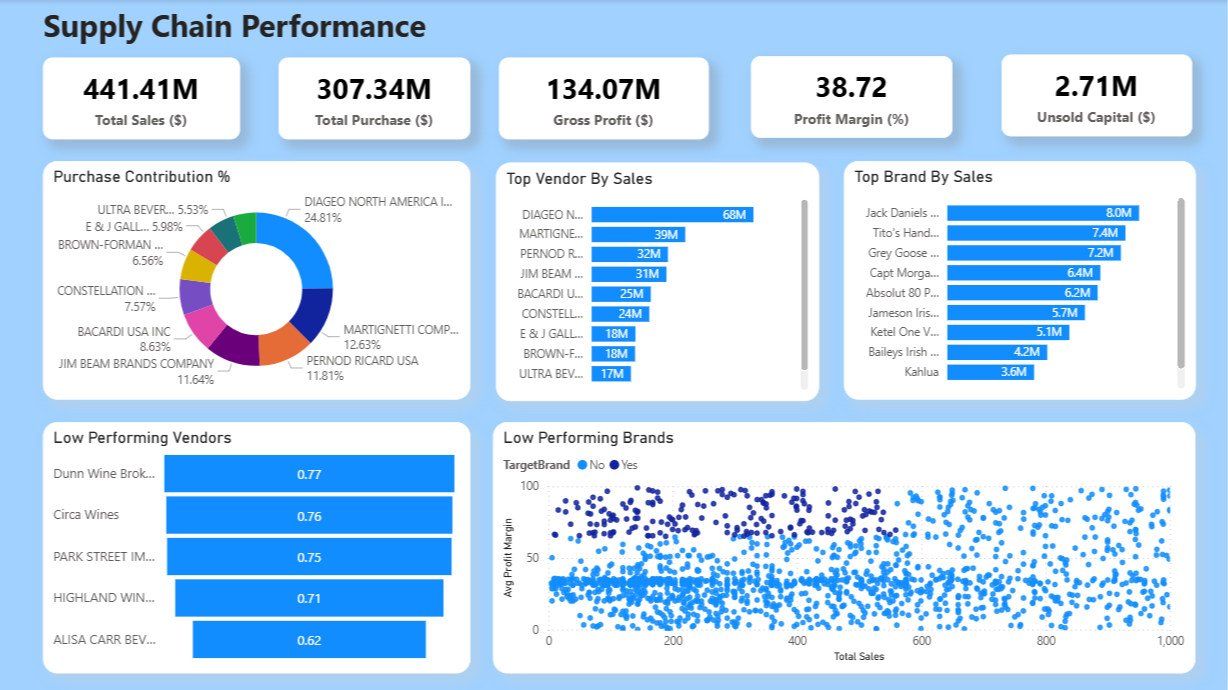 Supply Chain Performance
441.41M
Total Sales ($)
307.34M
Total Purchase ($)
134.07M
Gross Profit ($)
38.72
Profit Margin (%)
2.71M
Unsold Capital ($)
Purchase Contribution %
DIAGEO NORTH AMERICA I...
24.81%
MARTIGNETTI COMP...
12.63%
PERNOD RICARD USA
11.81%
JIM BEAM BRANDS COMPANY
11.64%
BACARDI USA INC
8.63%
CONSTELLATION ...
7.57%
BROWN-FORMAN ...
6.56%
E & J GALL... 5.98%
ULTRA BEVER... 5.53%
Top Vendor By Sales
DIAGEO N... 68M
MARTIGNE... 39M
PERNOD R... 32M
JIM BEAM ... 31M
BACARDI U... 25M
CONSTELL... 24M
E & J GALL... 18M
BROWN-F... 18M
ULTRA BEV... 17M
Top Brand By Sales
Jack Daniels ... 8.0M
Tito's Hand... 7.4M
Grey Goose ... 7.2M
Capt Morga... 6.4M
Absolut 80 P... 6.2M
Jameson Iris... 5.7M
Ketel One V... 5.1M
Baileys Irish ... 4.2M
Kahlua 3.6M
Low Performing Vendors
Dunn Wine Brok... 0.77
Circa Wines 0.76
PARK STREET IM... 0.75
HIGHLAND WIN... 0.71
ALISA CARR BEV... 0.62
Low Performing Brands
TargetBrand No Yes
Avg Profit Margin
100
50
0
0 200 400 600 800 1,000
Total Sales